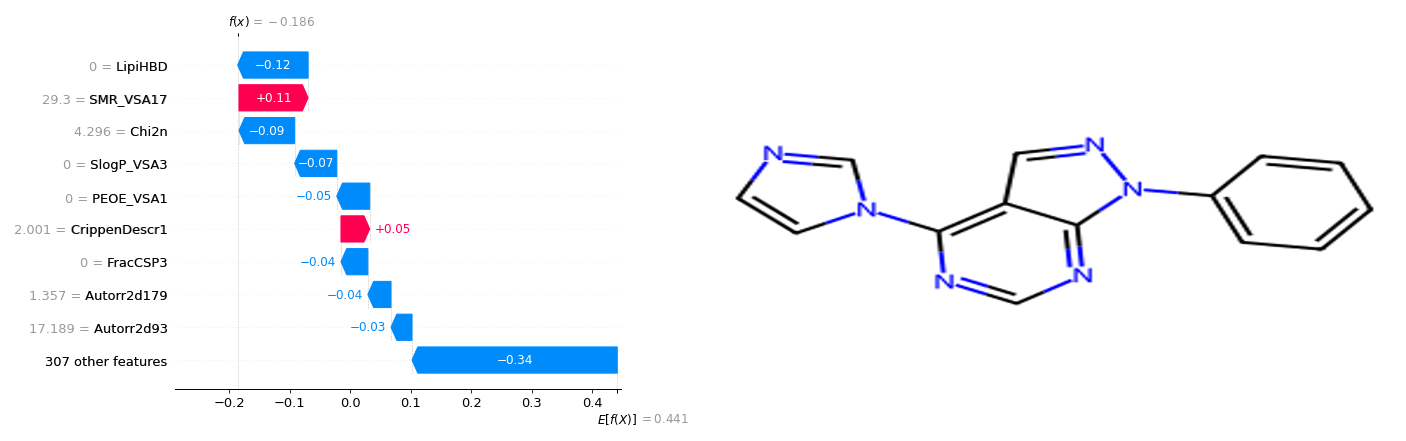 f(x) = −0.186
0 = LipiHBD −0.12
29.3 = SMR_VSA17 +0.11
4.296 = Chi2n −0.09
0 = SlogP_VSA3 −0.07
0 = PEOE_VSA1 −0.05
2.001 = CrippenDescr1 +0.05
0 = FracCSP3 −0.04
1.357 = Autorr2d179 −0.04
17.189 = Autorr2d93 −0.03
307 other features −0.34
−0.2 −0.1 0.0 0.1 0.2 0.3 0.4
E[f(X)] = 0.441
N N
N N
N N